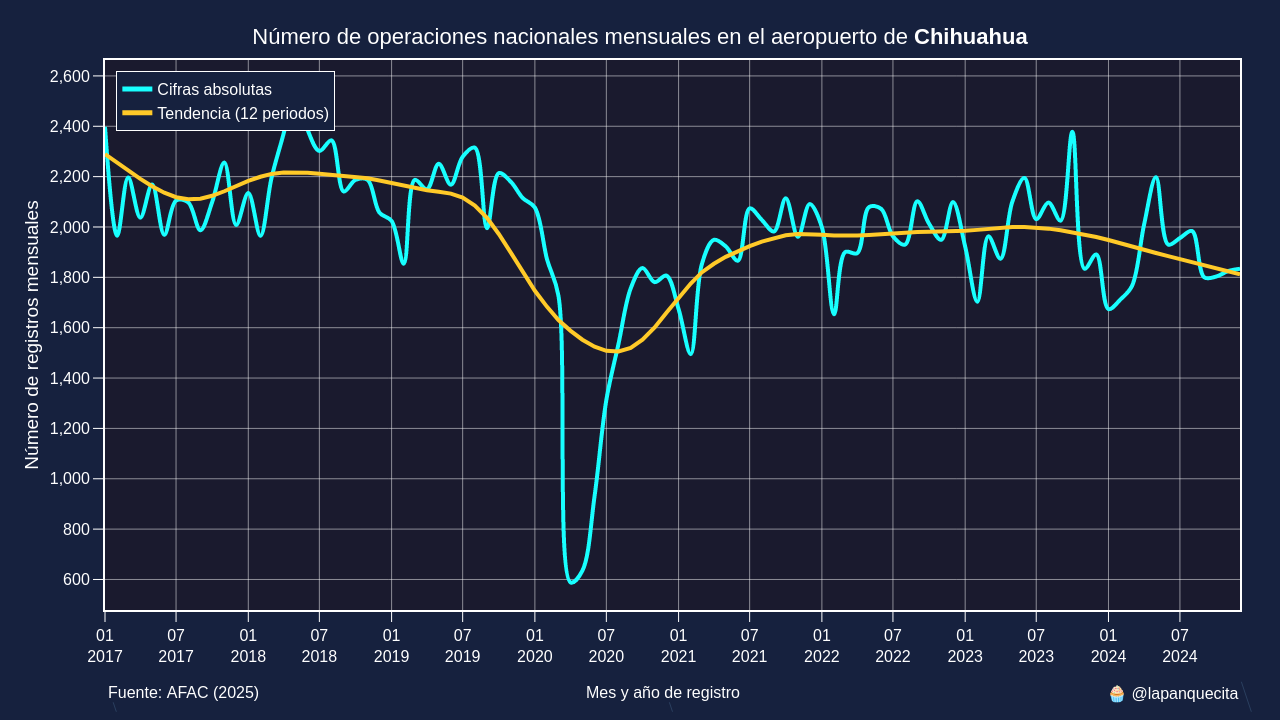 Número de operaciones nacionales mensuales en el aeropuerto de Chihuahua
Cifras absolutas
Tendencia (12 periodos)
Número de registros mensuales
2,600
2,400
2,200
2,000
1,800
1,600
1,400
1,200
1,000
800
600
01 07 01 07 01 07 01 07 01 07 01 07 01 07 01 07
2017 2017 2018 2018 2019 2019 2020 2020 2021 2021 2022 2022 2023 2023 2024 2024
Fuente: AFAC (2025)
Mes y año de registro
🧁 @lapanquecita